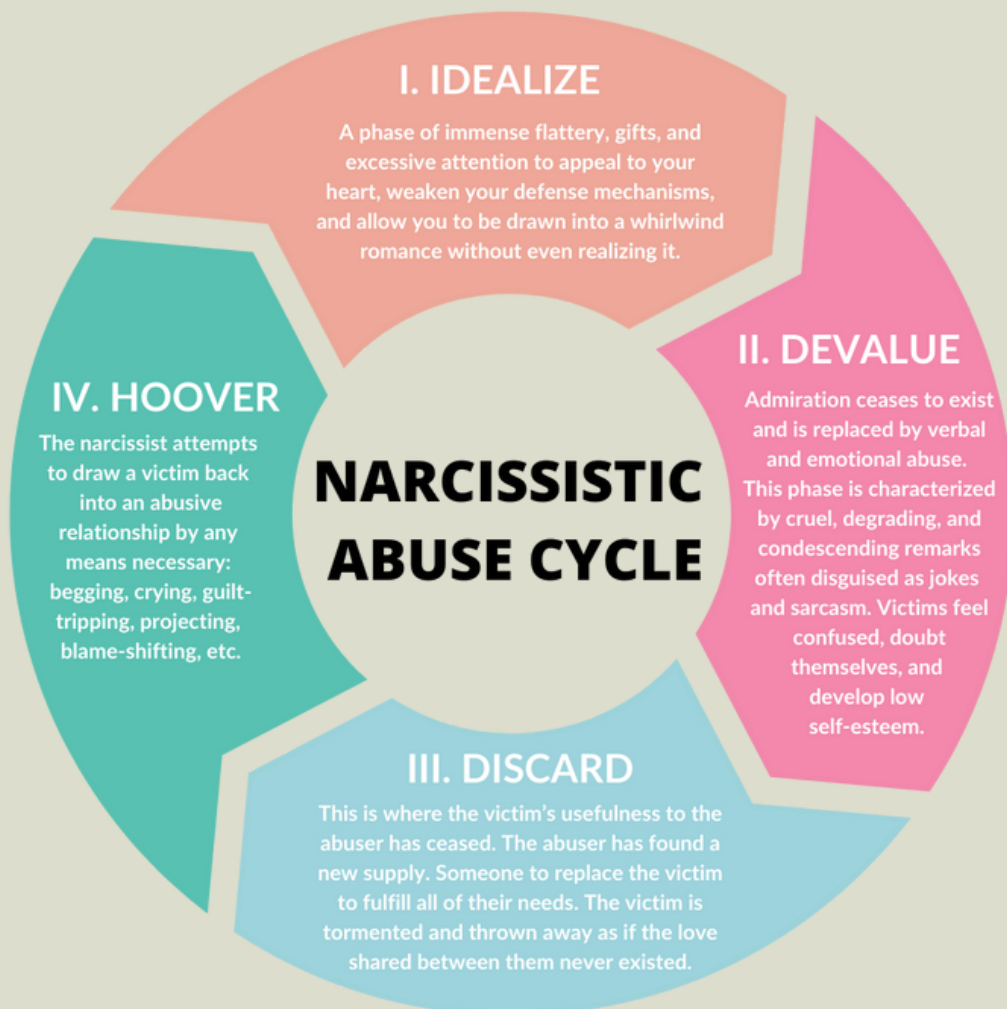 I. IDEALIZE
A phase of immense flattery, gifts, and
excessive attention to appeal to your
heart, weaken your defense mechanisms,
and allow you to be drawn into a whirlwind
romance without even realizing it.
II. DEVALUE
Admiration ceases to exist
and is replaced by verbal
and emotional abuse.
This phase is characterized
by cruel, degrading, and
condescending remarks
often disguised as jokes
and sarcasm. Victims feel
confused, doubt
themselves, and
develop low
self-esteem.
III. DISCARD
This is where the victim’s usefulness to the
abuser has ceased. The abuser has found a
new supply. Someone to replace the victim
to fulfill all of their needs. The victim is
tormented and thrown away as if the love
shared between them never existed.
IV. HOOVER
The narcissist attempts
to draw a victim back
into an abusive
relationship by any
means necessary:
begging, crying, guilt-
tripping, projecting,
blame-shifting, etc.
NARCISSISTIC
ABUSE CYCLE